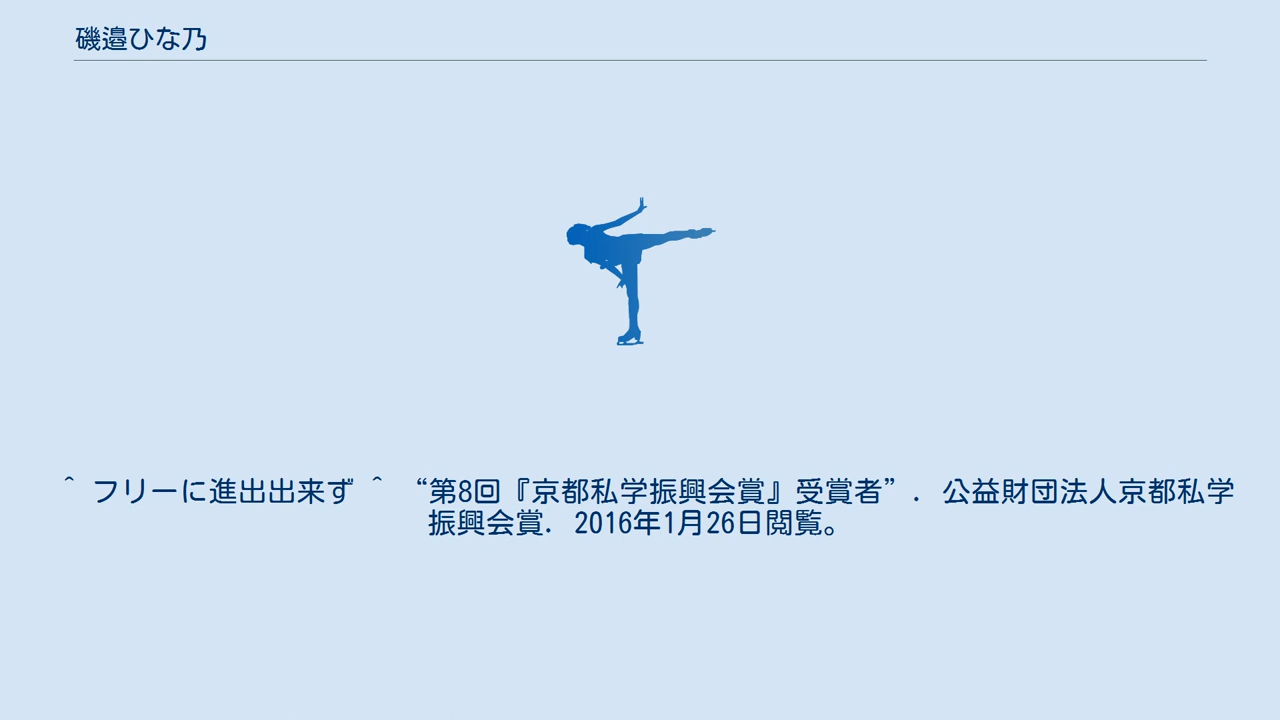 磯邉ひな乃
^ フリーに進出出来ず ^ “第8回『京都私学振興会賞』受賞者”. 公益財団法人京都私学
振興会賞. 2016年1月26日閲覧。